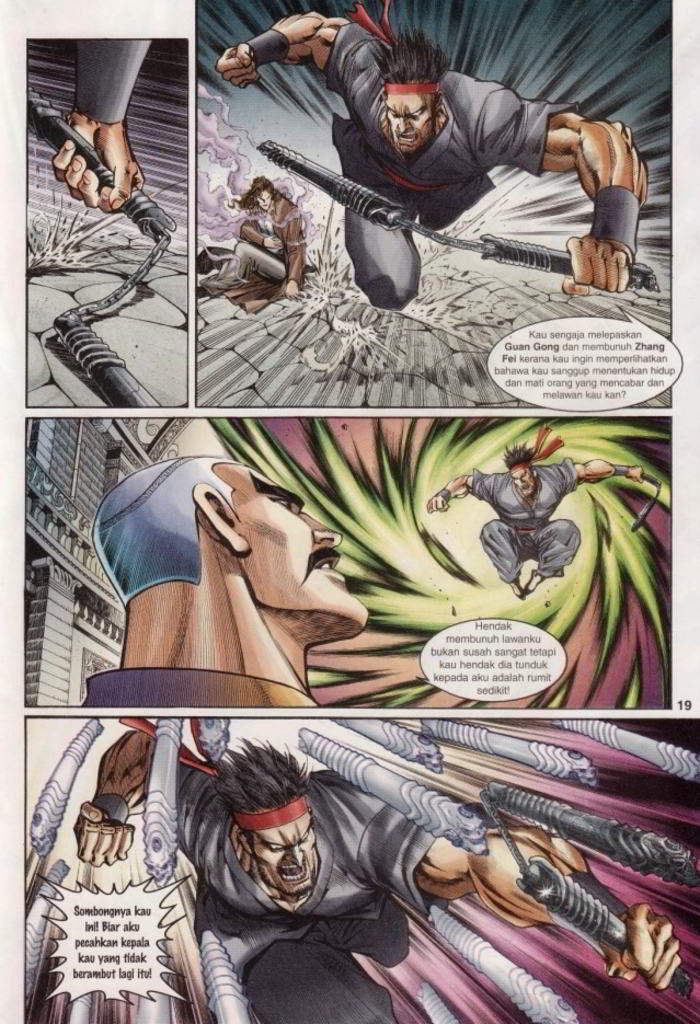 Kau sengaja melepaskan
Guan Gong dan membunuh Zhang
Fei kerana kau ingin memperlihatkan
bahawa kau sanggup menentukan hidup
dan mati orang yang mencabar dan
melawan kau kan?
Hendak
membunuh lawanku
bukan susah sangat tetapi
kau hendak dia tunduk
kepada aku adalah rumit
sedikit!
19
Sombongnya kau
ini! Biar aku
pecahkan kepala
kau yang tidak
berambut lagi itu!